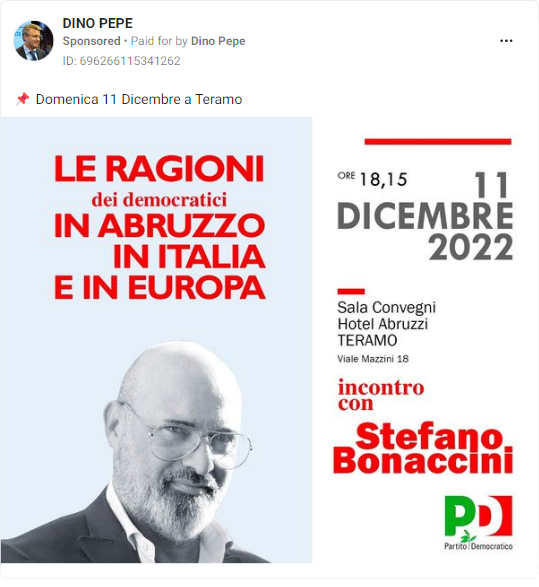 DINO PEPE
Sponsored • Paid for by Dino Pepe
ID: 696266115341262
📌 Domenica 11 Dicembre a Teramo
LE RAGIONI
dei democratici
IN ABRUZZO
IN ITALIA
E IN EUROPA
ORE 18,15
11
DICEMBRE
2022
Sala Convegni
Hotel Abruzzi
TERAMO
Viale Mazzini 18
incontro
con
Stefano
Bonaccini
PD
Partito Democratico